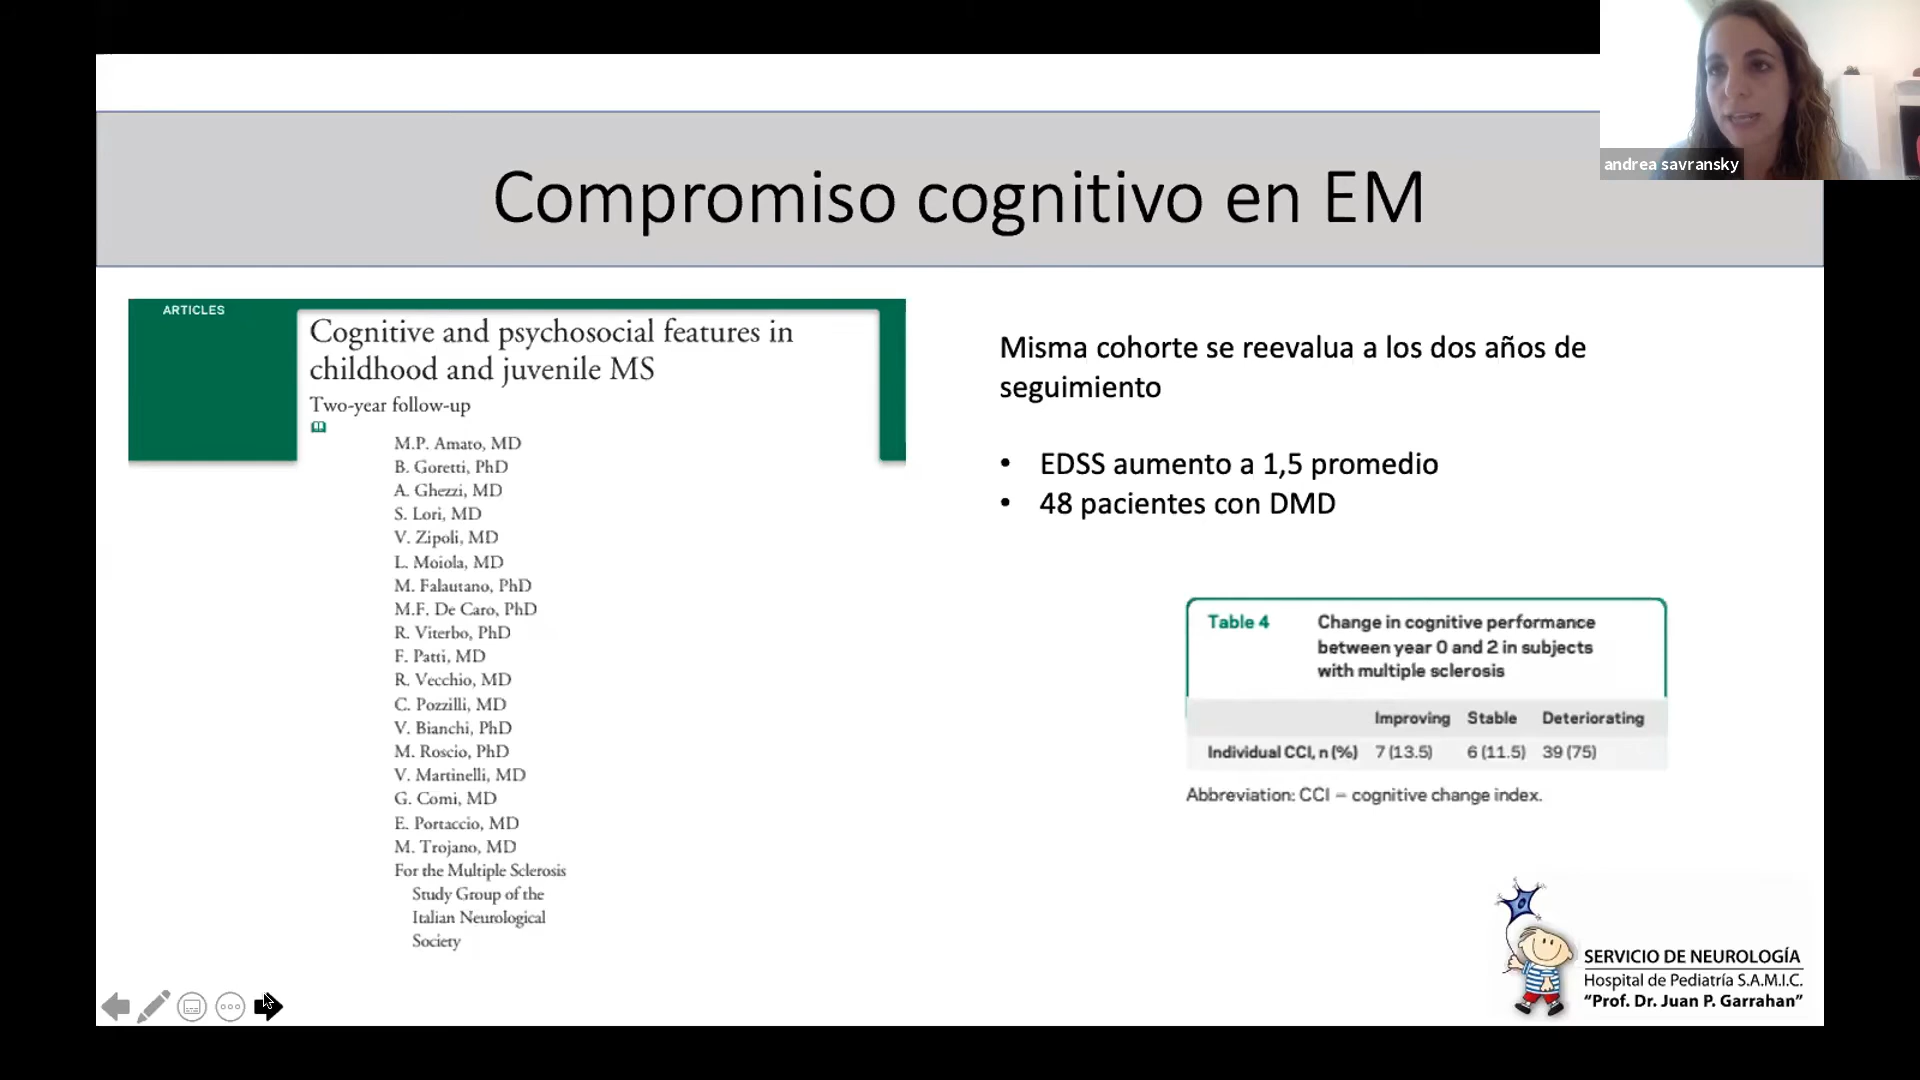 andrea savransky
Compromiso cognitivo en EM
ARTICLES
Cognitive and psychosocial features in
childhood and juvenile MS
Two-year follow-up
M.P. Amato, MD
B. Goretti, PhD
A. Ghezzi, MD
S. Lori, MD
V. Zipoli, MD
L. Moiola, MD
M. Falautano, PhD
M.F. De Caro, PhD
R. Viterbo, PhD
F. Patti, MD
R. Vecchio, MD
C. Pozzilli, MD
V. Bianchi, PhD
M. Roscio, PhD
V. Martinelli, MD
G. Comi, MD
E. Portaccio, MD
M. Trojano, MD
For the Multiple Sclerosis
Study Group of the
Italian Neurological
Society
Misma cohorte se reevalua a los dos años de
seguimiento
• EDSS aumento a 1,5 promedio
• 48 pacientes con DMD
Table 4 Change in cognitive performance
between year 0 and 2 in subjects
with multiple sclerosis
Improving Stable Deteriorating
Individual CCI, n (%) 7 (13.5) 6 (11.5) 39 (75)
Abbreviation: CCI = cognitive change index.
SERVICIO DE NEUROLOGÍA
Hospital de Pediatría S.A.M.I.C.
“Prof. Dr. Juan P. Garrahan”